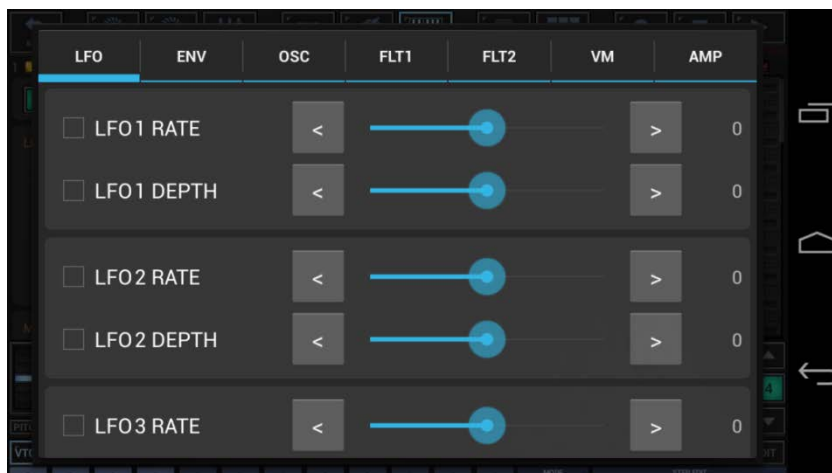 LFO ENV OSC FLT1 FLT2 VM AMP
LFO1 RATE < > 0
LFO1 DEPTH < > 0
LFO2 RATE < > 0
LFO2 DEPTH < > 0
4
LFO3 RATE < > 0